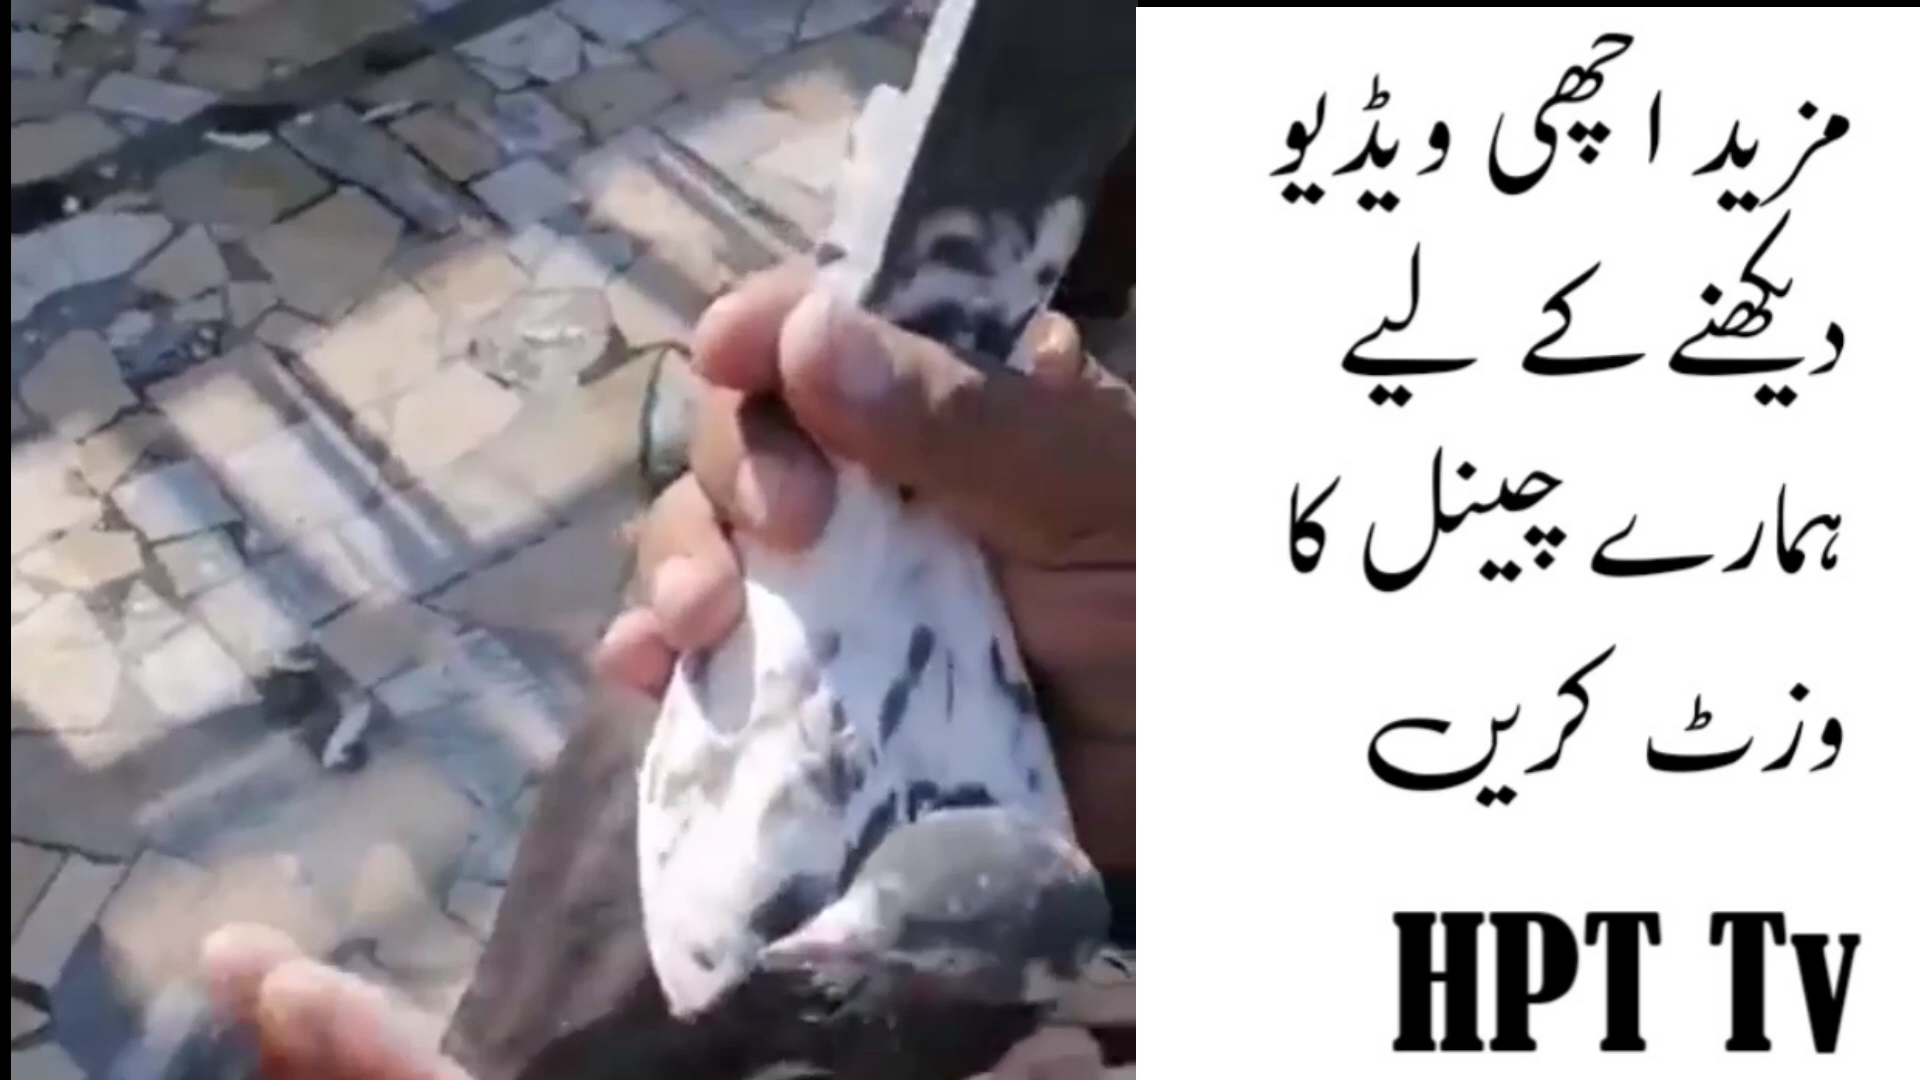 مزید اچھی ویڈیو
دیکھنے کے لیے
ہمارے چینل کا
وزٹ کریں
HPT Tv